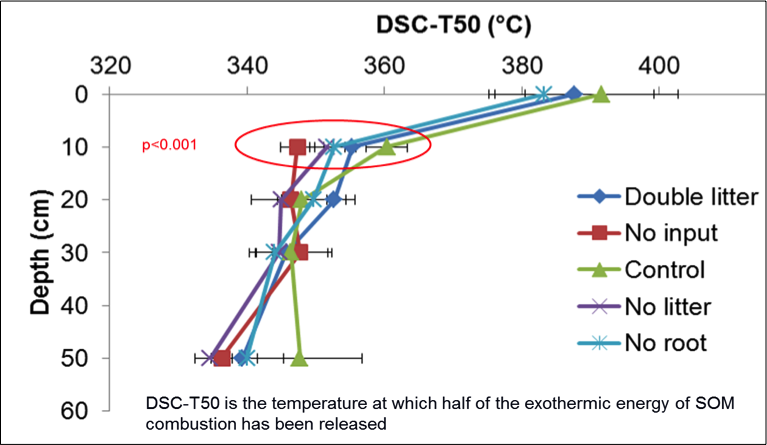 DSC-T50 (°C)
320 340 360 380 400
0
10
20
30
40
50
60
Depth (cm)
p<0.001
Double litter
No input
Control
No litter
No root
DSC-T50 is the temperature at which half of the exothermic energy of SOM
combustion has been released